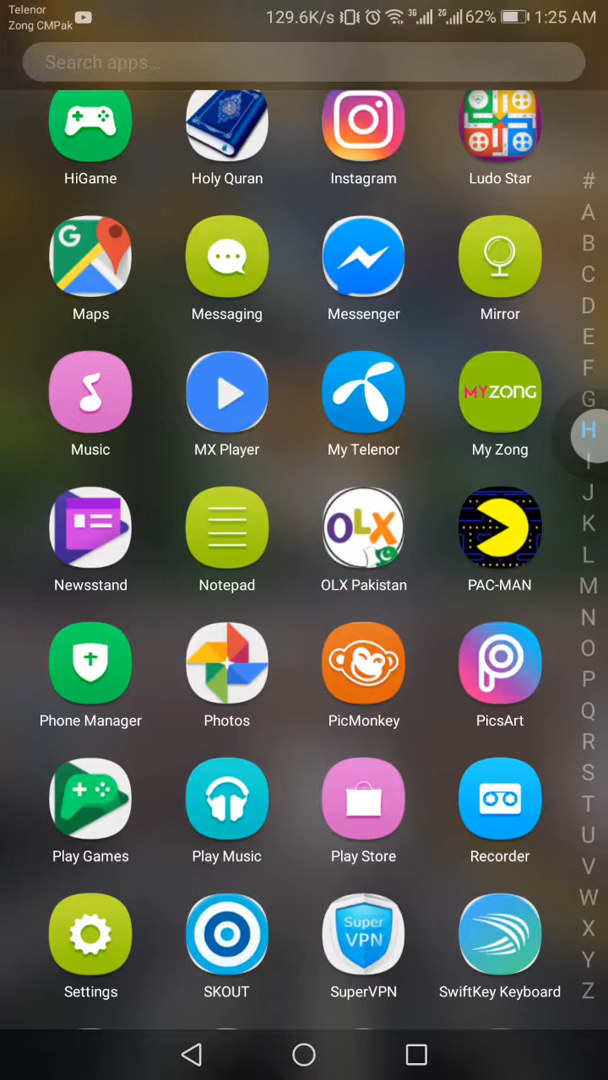 Telenor
Zong CMPak
129.6K/s 3G 2G 62% 1:25 AM
Search apps...
HiGame Holy Quran Instagram Ludo Star
#
A
B
C
D
E
F
G
H
I
J
K
L
M
N
O
P
Q
R
S
T
U
V
W
X
Y
Z
G
Maps Messaging Messenger Mirror
MYZONG
Music MX Player My Telenor My Zong
OLX
Newsstand Notepad OLX Pakistan PAC-MAN
Phone Manager Photos PicMonkey PicsArt
Play Games Play Music Play Store Recorder
Super
VPN
Settings SKOUT SuperVPN SwiftKey Keyboard